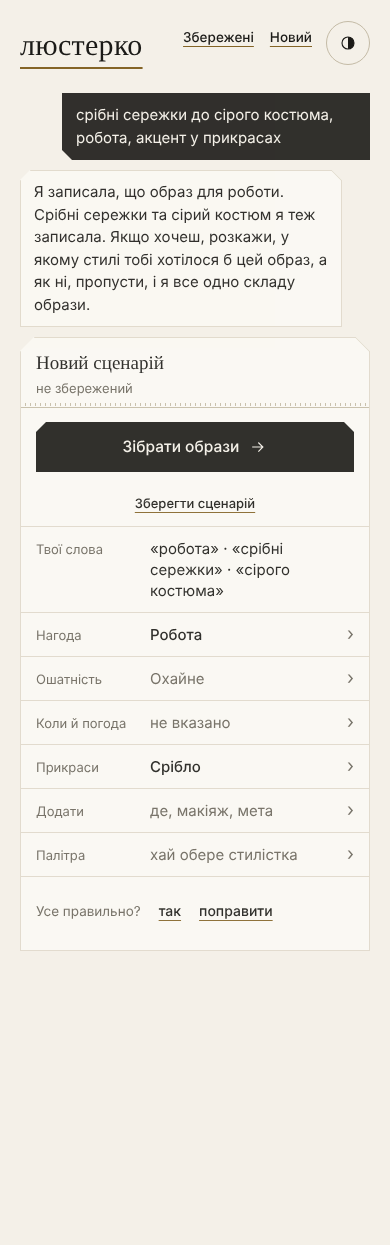 люстерко
Збережені Новий
срібні сережки до сірого костюма,
робота, акцент у прикрасах
Я записала, що образ для роботи.
Срібні сережки та сірий костюм я теж
записала. Якщо хочеш, розкажи, у
якому стилі тобі хотілося б цей образ, а
як ні, пропусти, і я все одно складу
образи.
Новий сценарій
не збережений
Зібрати образи →
Зберегти сценарій
Твої слова «робота» · «срібні
сережки» · «сірого
костюма»
Нагода Робота
Ошатність Охайне
Коли й погода не вказано
Прикраси Срібло
Додати де, макіяж, мета
Палітра хай обере стилістка
Усе правильно? так поправити